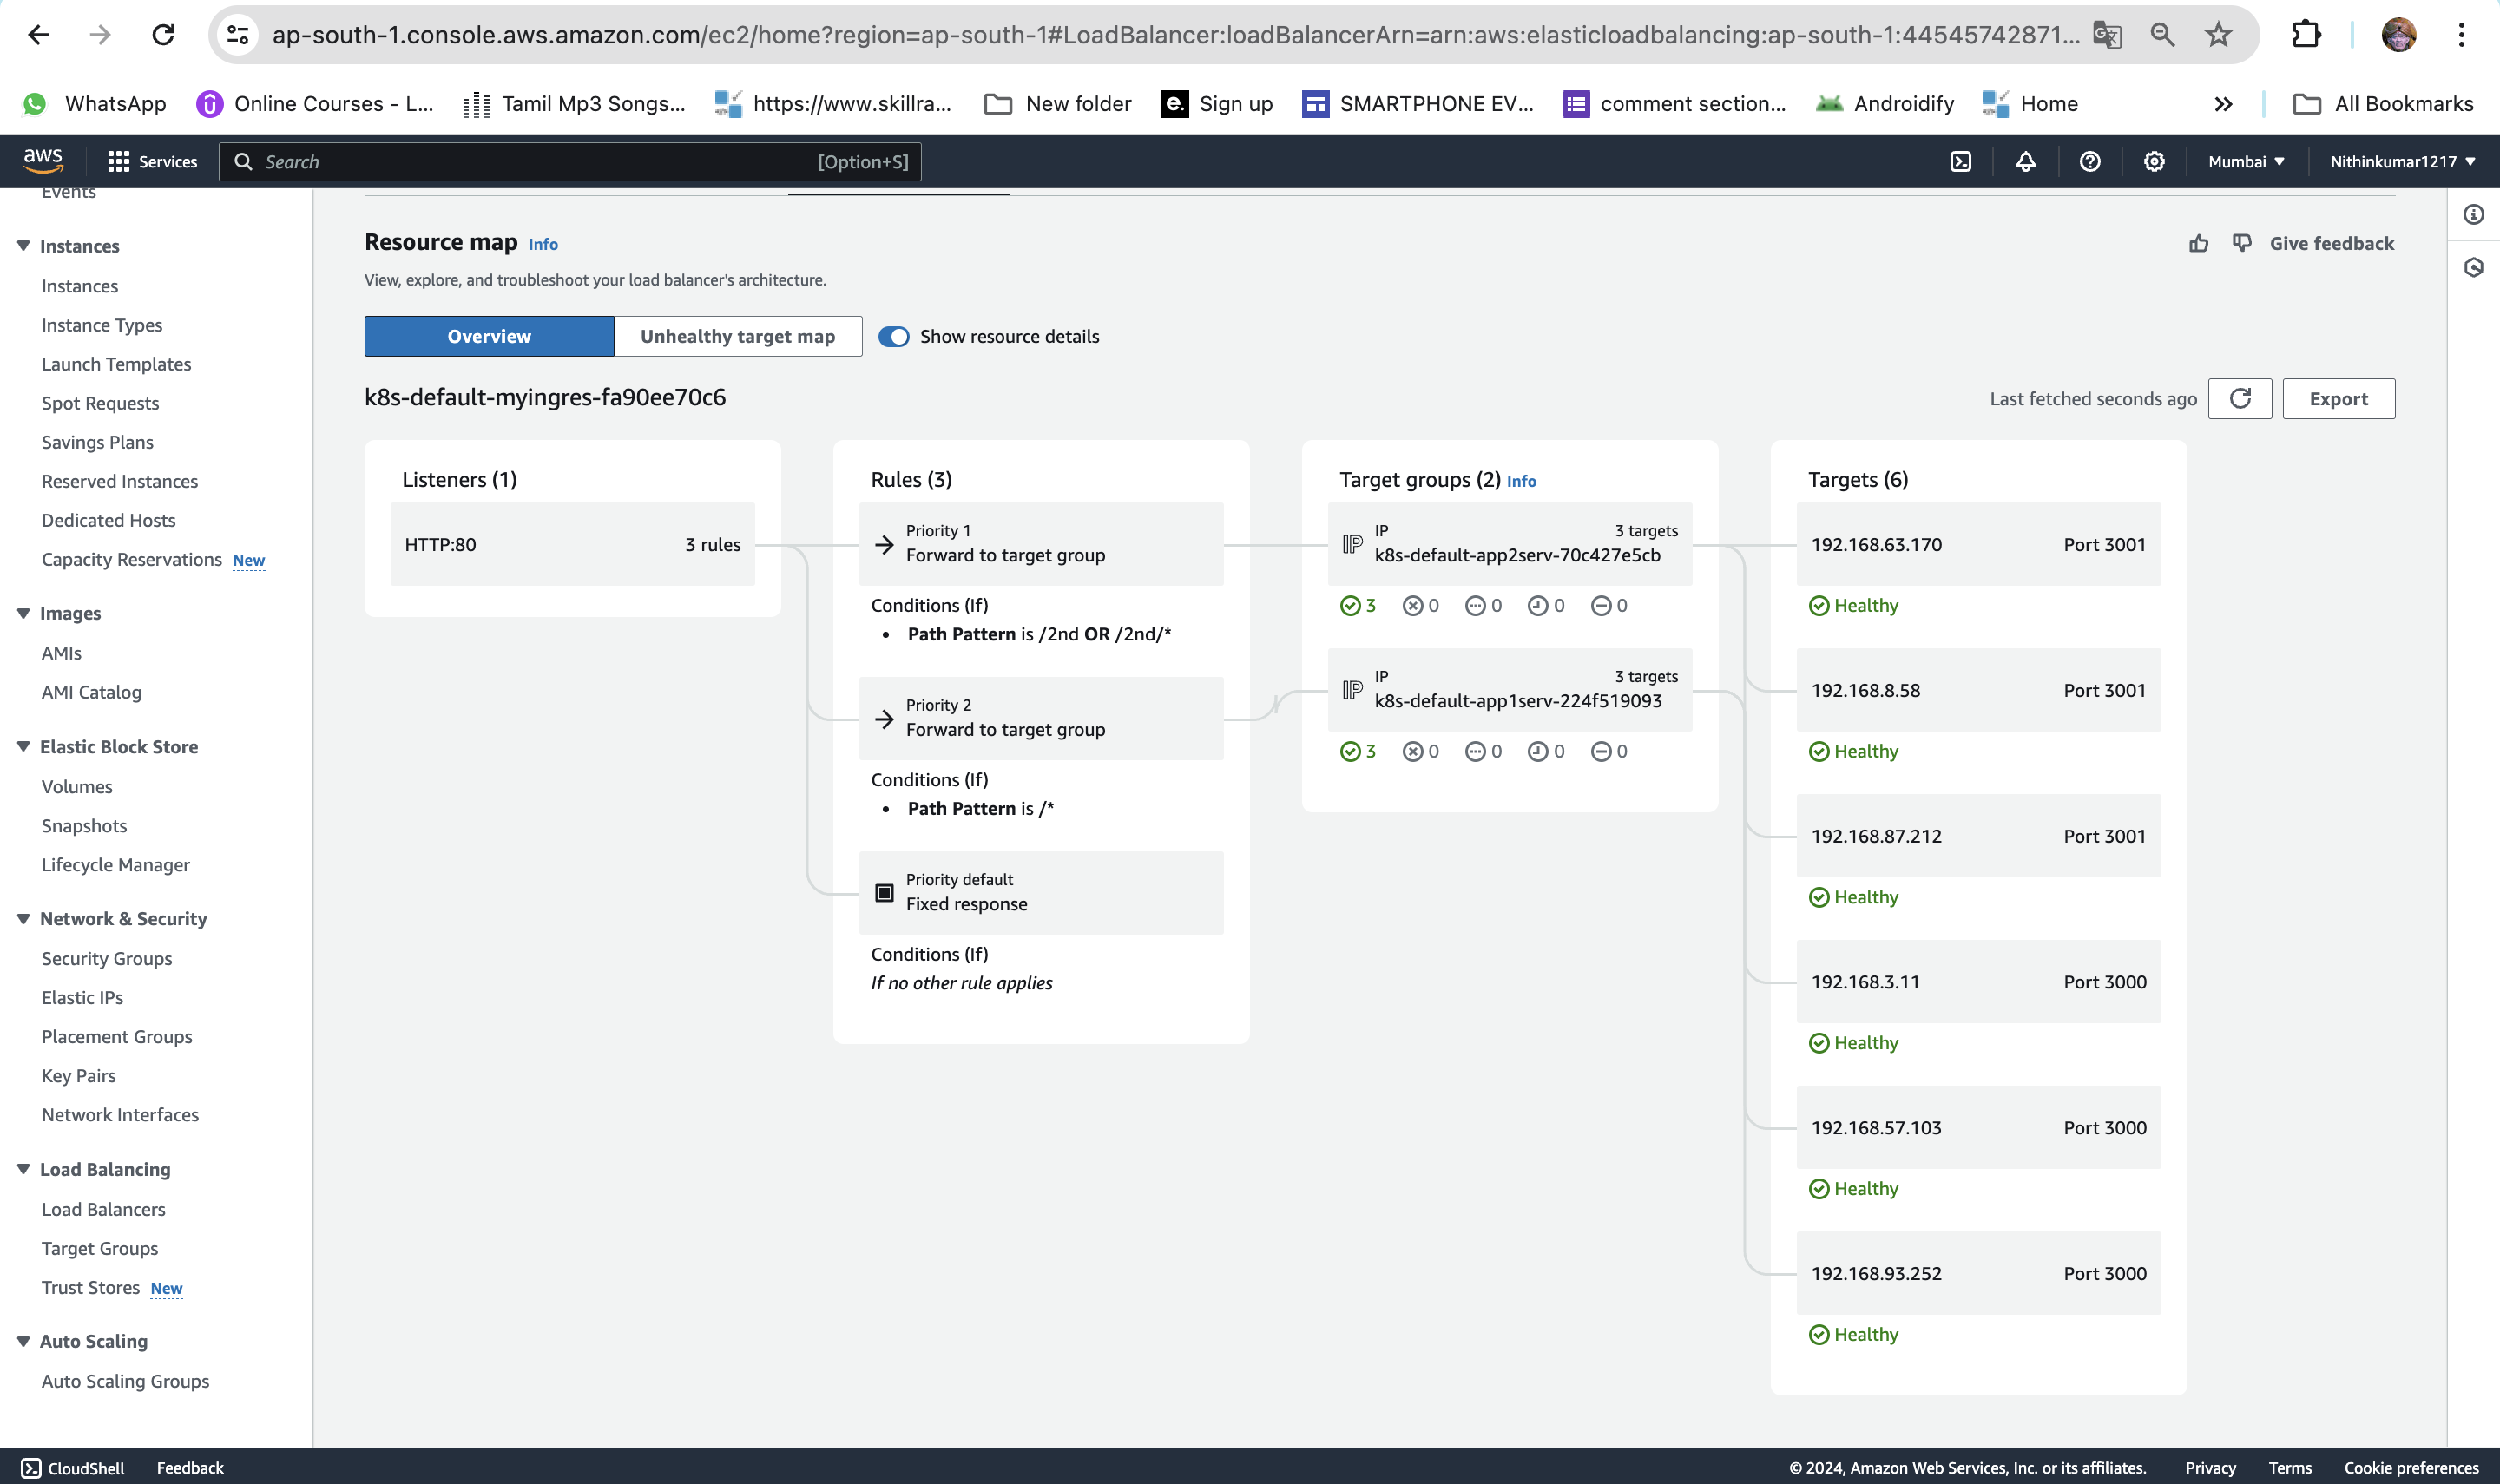 ap-south-1.console.aws.amazon.com/ec2/home?region=ap-south-1#LoadBalancer:loadBalancerArn=arn:aws:elasticloadbalancing:ap-south-1:44545742871...
WhatsApp
Online Courses - L...
Tamil Mp3 Songs...
https://www.skillra...
New folder
e. Sign up
SMARTPHONE EV...
comment section...
Androidify
Home
All Bookmarks
aws
Services
Search
[Option+S]
Mumbai
Nithinkumar1217
Events
Instances
Instances
Instance Types
Launch Templates
Spot Requests
Savings Plans
Reserved Instances
Dedicated Hosts
Capacity Reservations New
Images
AMIs
AMI Catalog
Elastic Block Store
Volumes
Snapshots
Lifecycle Manager
Network & Security
Security Groups
Elastic IPs
Placement Groups
Key Pairs
Network Interfaces
Load Balancing
Load Balancers
Target Groups
Trust Stores New
Auto Scaling
Auto Scaling Groups
Resource map Info
Give feedback
View, explore, and troubleshoot your load balancer's architecture.
Overview
Unhealthy target map
Show resource details
k8s-default-myingres-fa90ee70c6
Last fetched seconds ago
Export
Listeners (1)
HTTP:80 3 rules
Rules (3)
Priority 1
Forward to target group
Conditions (If)
• Path Pattern is /2nd OR /2nd/*
Priority 2
Forward to target group
Conditions (If)
• Path Pattern is /*
Priority default
Fixed response
Conditions (If)
If no other rule applies
Target groups (2) Info
IP
IP 3 targets
k8s-default-app2serv-70c427e5cb
3 0 0 0 0
IP
IP 3 targets
k8s-default-app1serv-224f519093
3 0 0 0 0
Targets (6)
192.168.63.170 Port 3001
Healthy
192.168.8.58 Port 3001
Healthy
192.168.87.212 Port 3001
Healthy
192.168.3.11 Port 3000
Healthy
192.168.57.103 Port 3000
Healthy
192.168.93.252 Port 3000
Healthy
CloudShell
Feedback
© 2024, Amazon Web Services, Inc. or its affiliates.
Privacy
Terms
Cookie preferences